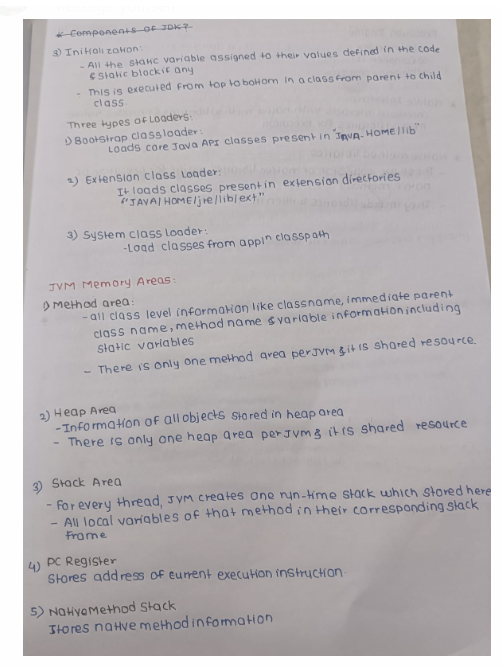 * Components of JDK?
3) Initialization:
- All the static variable assigned to their values defined in the code
& static block if any
- This is executed from top to bottom in a class from parent to child
class.
Three types of Loaders:
1) Bootstrap classloader:
Loads core Java API classes present in "JAVA-Home/lib"
2) Extension Class Loader:
It loads classes present in extension directories
"JAVA/HOME/jre/lib/ext"
3) System Class Loader:
-Load classes from appln classpath
JVM Memory Areas:
1) Method area:
-all class level information like classname, immediate parent
class name, method name & variable information including
static variables
- There is only one method area per JVM & it is shared resource
2) Heap Area
-Information of all objects stored in heap area
- There is only one heap area per JVM & it is shared resource
3) Stack Area
- For every thread, JVM creates one run-time stack which stored here
- All local variables of that method in their corresponding stack
frame
4) PC Register
Stores address of current execution instruction.
5) Native Method Stack
Stores native method information